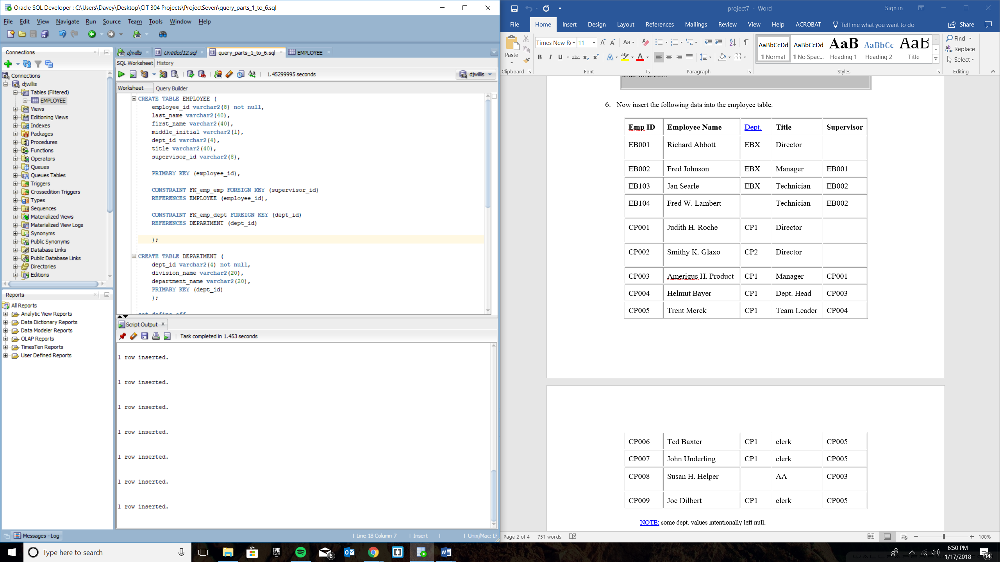 Oracle SQL Developer : C:\Users\Davey\Desktop\CIT 304 Projects\ProjectSeven\query_parts_1_to_6.sql
File Edit View Navigate Run Source Team Tools Window Help
Connections
Connections
djwillis
Tables (Filtered)
EMPLOYEE
Views
Editioning Views
Indexes
Packages
Procedures
Functions
Operators
Queues
Queues Tables
Triggers
Crossedition Triggers
Types
Sequences
Materialized Views
Materialized View Logs
Synonyms
Public Synonyms
Database Links
Public Database Links
Directories
Editions
Reports
All Reports
Analytic View Reports
Data Dictionary Reports
Data Modeler Reports
OLAP Reports
TimesTen Reports
User Defined Reports
Messages - Log
djwillis Untitled12.sql query_parts_1_to_6.sql EMPLOYEE
SQL Worksheet History
1.45299995 seconds djwillis
Worksheet Query Builder
CREATE TABLE EMPLOYEE (
employee_id varchar2(8) not null,
last_name varchar2(40),
first_name varchar2(40),
middle_initial varchar2(1),
dept_id varchar2(4),
title varchar2(40),
supervisor_id varchar2(8),
PRIMARY KEY (employee_id),
CONSTRAINT FK_emp_emp FOREIGN KEY (supervisor_id)
REFERENCES EMPLOYEE (employee_id),
CONSTRAINT FK_emp_dept FOREIGN KEY (dept_id)
REFERENCES DEPARTMENT (dept_id)
);
CREATE TABLE DEPARTMENT (
dept_id varchar2(4) not null,
division_name varchar2(20),
department_name varchar2(20),
PRIMARY KEY (dept_id)
);
set define off
Script Output
Task completed in 1.453 seconds
1 row inserted.
1 row inserted.
1 row inserted.
1 row inserted.
1 row inserted.
1 row inserted.
1 row inserted.
Line 18 Column 7 Insert Unix/Mac: LF
project7 - Word Sign in
File Home Insert Design Layout References Mailings Review View Help ACROBAT Tell me what you want to do Share
Paste
Clipboard
Times New R 11 Aa
B I U abc X₂ X² A ab A
Font
Paragraph
AaBbCcDd AaBbCcDd AaB AaBbCc AaB
¶ Normal ¶ No Spac... Heading 1 Heading 2 Title
Styles
Find
Replace
Select
Editing
after insertion.
6. Now insert the following data into the employee table.
Emp ID Employee Name Dept. Title Supervisor
EB001 Richard Abbott EBX Director
EB002 Fred Johnson EBX Manager EB001
EB103 Jan Searle EBX Technician EB002
EB104 Fred W. Lambert Technician EB002
CP001 Judith H. Roche CP1 Director
CP002 Smithy K. Glaxo CP2 Director
CP003 Amerigus H. Product CP1 Manager CP001
CP004 Helmut Bayer CP1 Dept. Head CP003
CP005 Trent Merck CP1 Team Leader CP004
CP006 Ted Baxter CP1 clerk CP005
CP007 John Underling CP1 clerk CP005
CP008 Susan H. Helper AA CP003
CP009 Joe Dilbert CP1 clerk CP005
NOTE: some dept. values intentionally left null.
Page 2 of 4 751 words 100%
Type here to search
EPIC GAMES
6
6:50 PM
1/17/2018
14